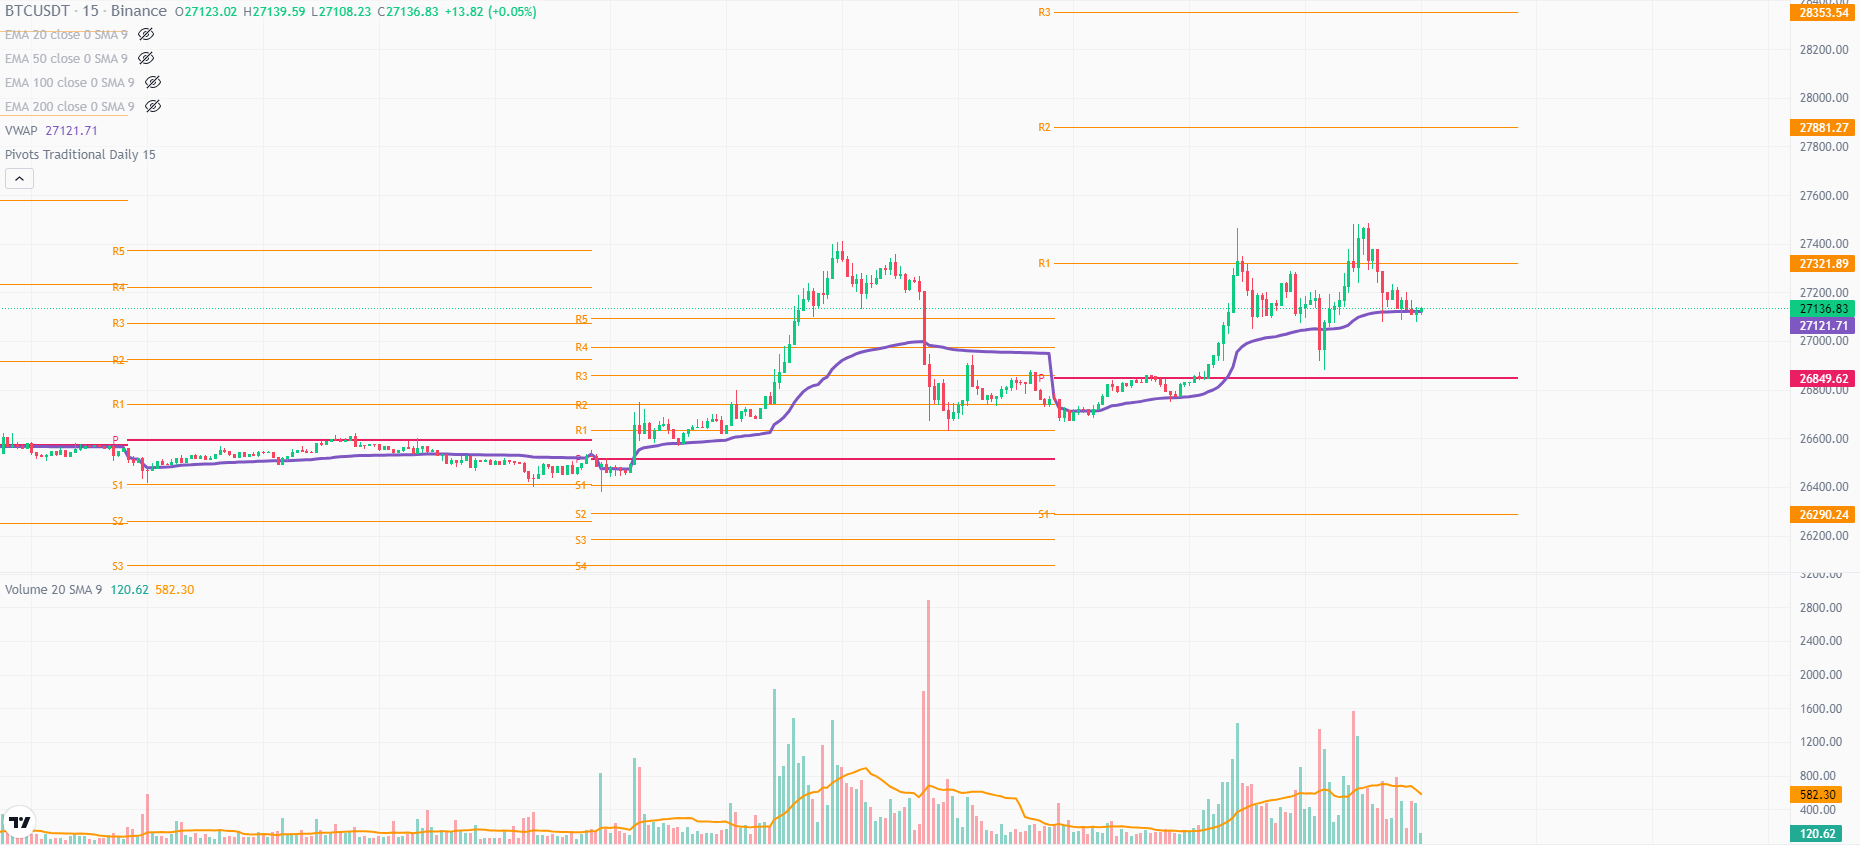 BTCUSDT · 15 · Binance O27123.02 H27139.59 L27108.23 C27136.83 +13.82 (+0.05%)
EMA 20 close 0 SMA 9
EMA 50 close 0 SMA 9
EMA 100 close 0 SMA 9
EMA 200 close 0 SMA 9
VWAP 27121.71
Pivots Traditional Daily 15
R5
R4
R3
R2
R1
P
S1
S2
S3
R5
R4
R3
R2
R1
P
S1
S2
S3
S4
R3
R2
R1
P
S1
28400.00
28353.54
28200.00
28000.00
27881.27
27800.00
27600.00
27400.00
27321.89
27200.00
27136.83
27121.71
27000.00
26849.62
26800.00
26600.00
26400.00
26290.24
26200.00
Volume 20 SMA 9 120.62 582.30
3200.00
2800.00
2400.00
2000.00
1600.00
1200.00
800.00
582.30
400.00
120.62